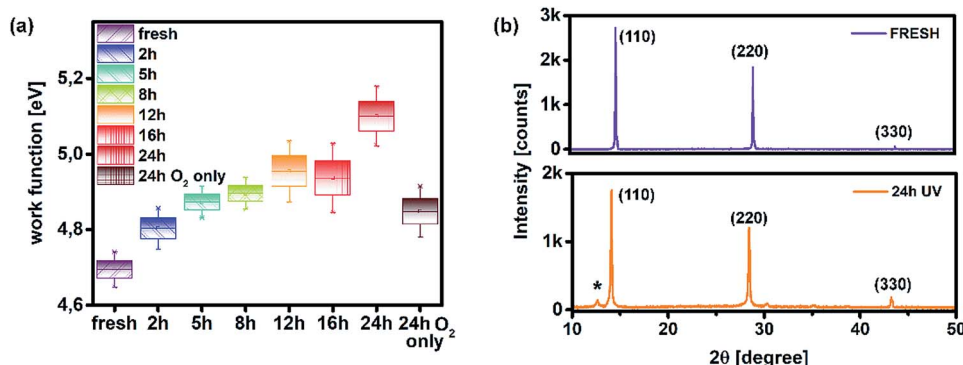 (a)
work function [eV]
5,2
5,0
4,8
4,6
fresh
2h
5h
8h
12h
16h
24h
24h O₂ only
fresh 2h 5h 8h 12h 16h 24h 24h O₂
only
(b)
Intensity [counts]
3k
2k
1k
0
(110)
(220)
(330)
FRESH
2k
1k
0
*
(110)
(220)
(330)
24h UV
10 20 30 40 50
2θ [degree]